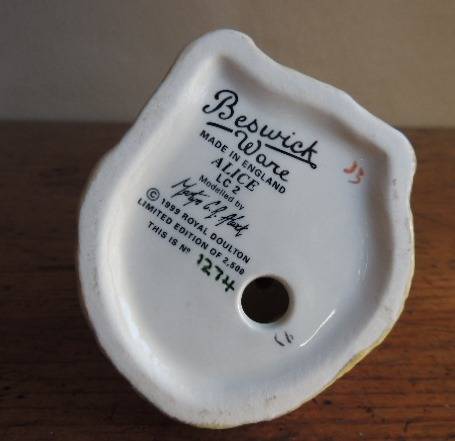 Beswick
Ware
MADE IN ENGLAND
ALICE
LC 2
Modelled by
© 1999 ROYAL DOULTON
LIMITED EDITION OF 2,500
THIS IS Nº 1274